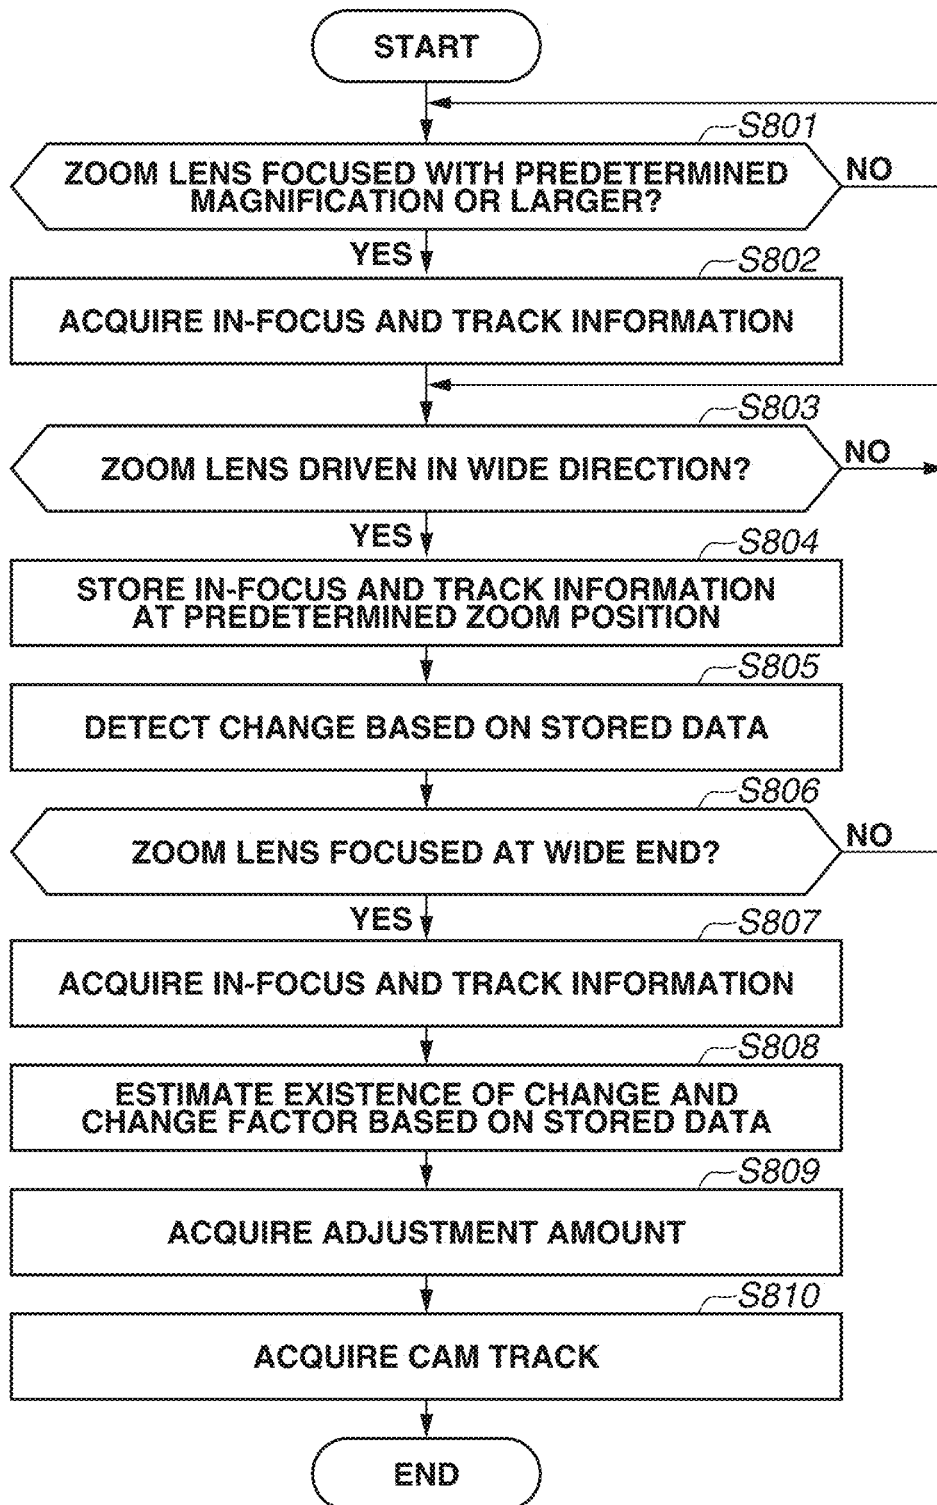 START
S801
ZOOM LENS FOCUSED WITH PREDETERMINED
MAGNIFICATION OR LARGER?
NO
YES
S802
ACQUIRE IN-FOCUS AND TRACK INFORMATION
S803
ZOOM LENS DRIVEN IN WIDE DIRECTION?
NO
YES
S804
STORE IN-FOCUS AND TRACK INFORMATION
AT PREDETERMINED ZOOM POSITION
S805
DETECT CHANGE BASED ON STORED DATA
S806
ZOOM LENS FOCUSED AT WIDE END?
NO
YES
S807
ACQUIRE IN-FOCUS AND TRACK INFORMATION
S808
ESTIMATE EXISTENCE OF CHANGE AND
CHANGE FACTOR BASED ON STORED DATA
S809
ACQUIRE ADJUSTMENT AMOUNT
S810
ACQUIRE CAM TRACK
END